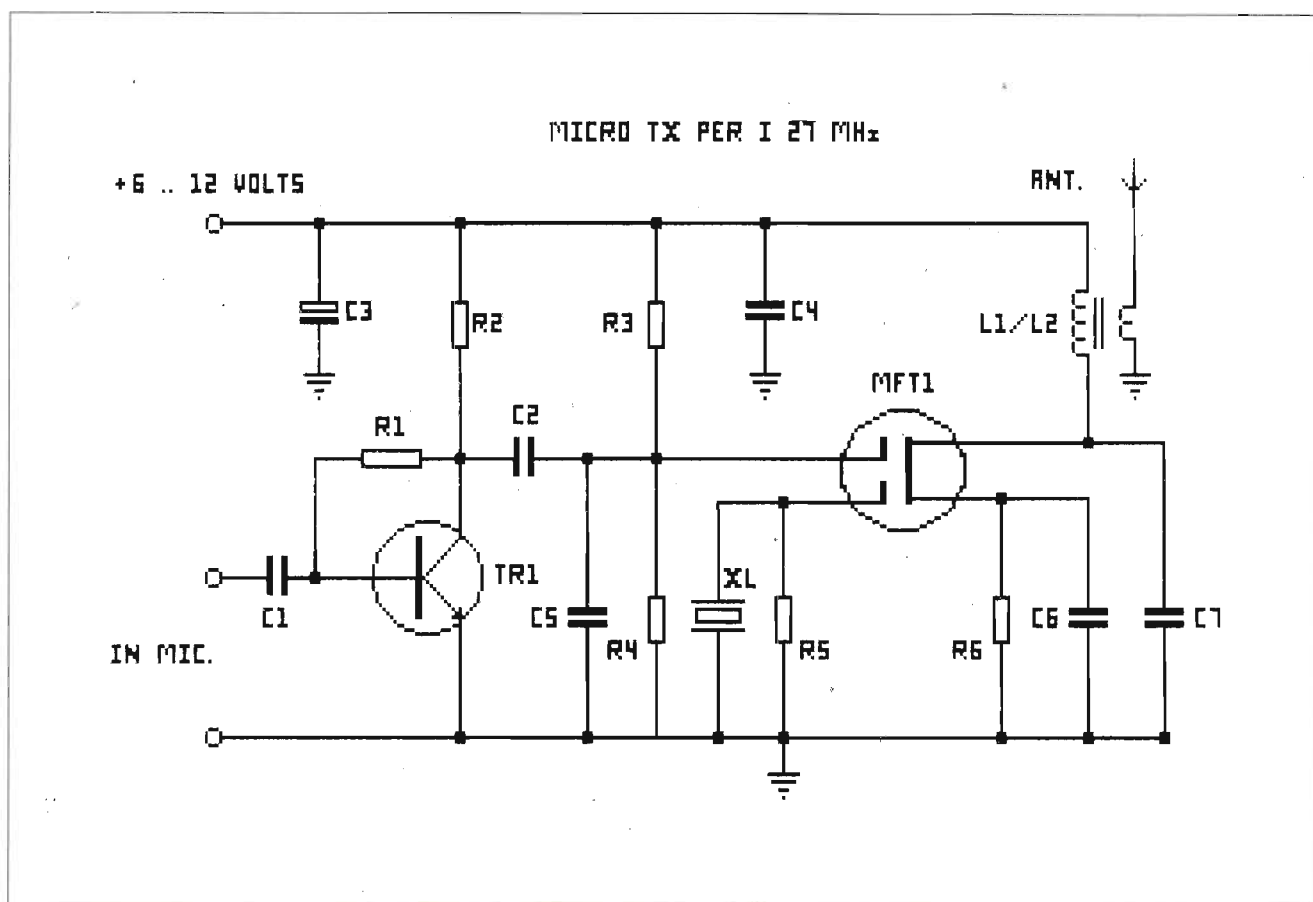 MICRO TX PER I 27 MHz
+6 .. 12 VOLTS
ANT.
C3
R2
R3
C4
L1/L2
MFT1
R1
C2
TR1
XL
C1
C5
R4
R5
R6
C6
C7
IN MIC.